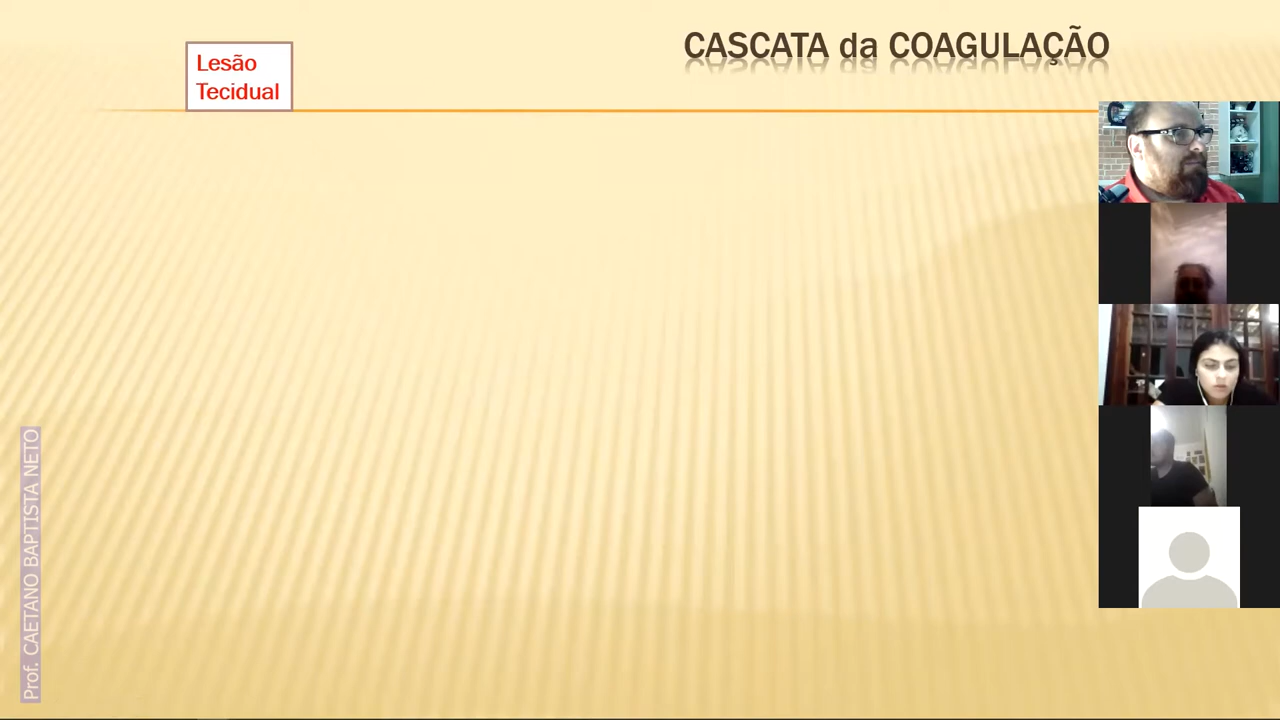 CASCATA da COAGULAÇÃO
Lesão
Tecidual
Prof. CAETANO BAPTISTA NETO